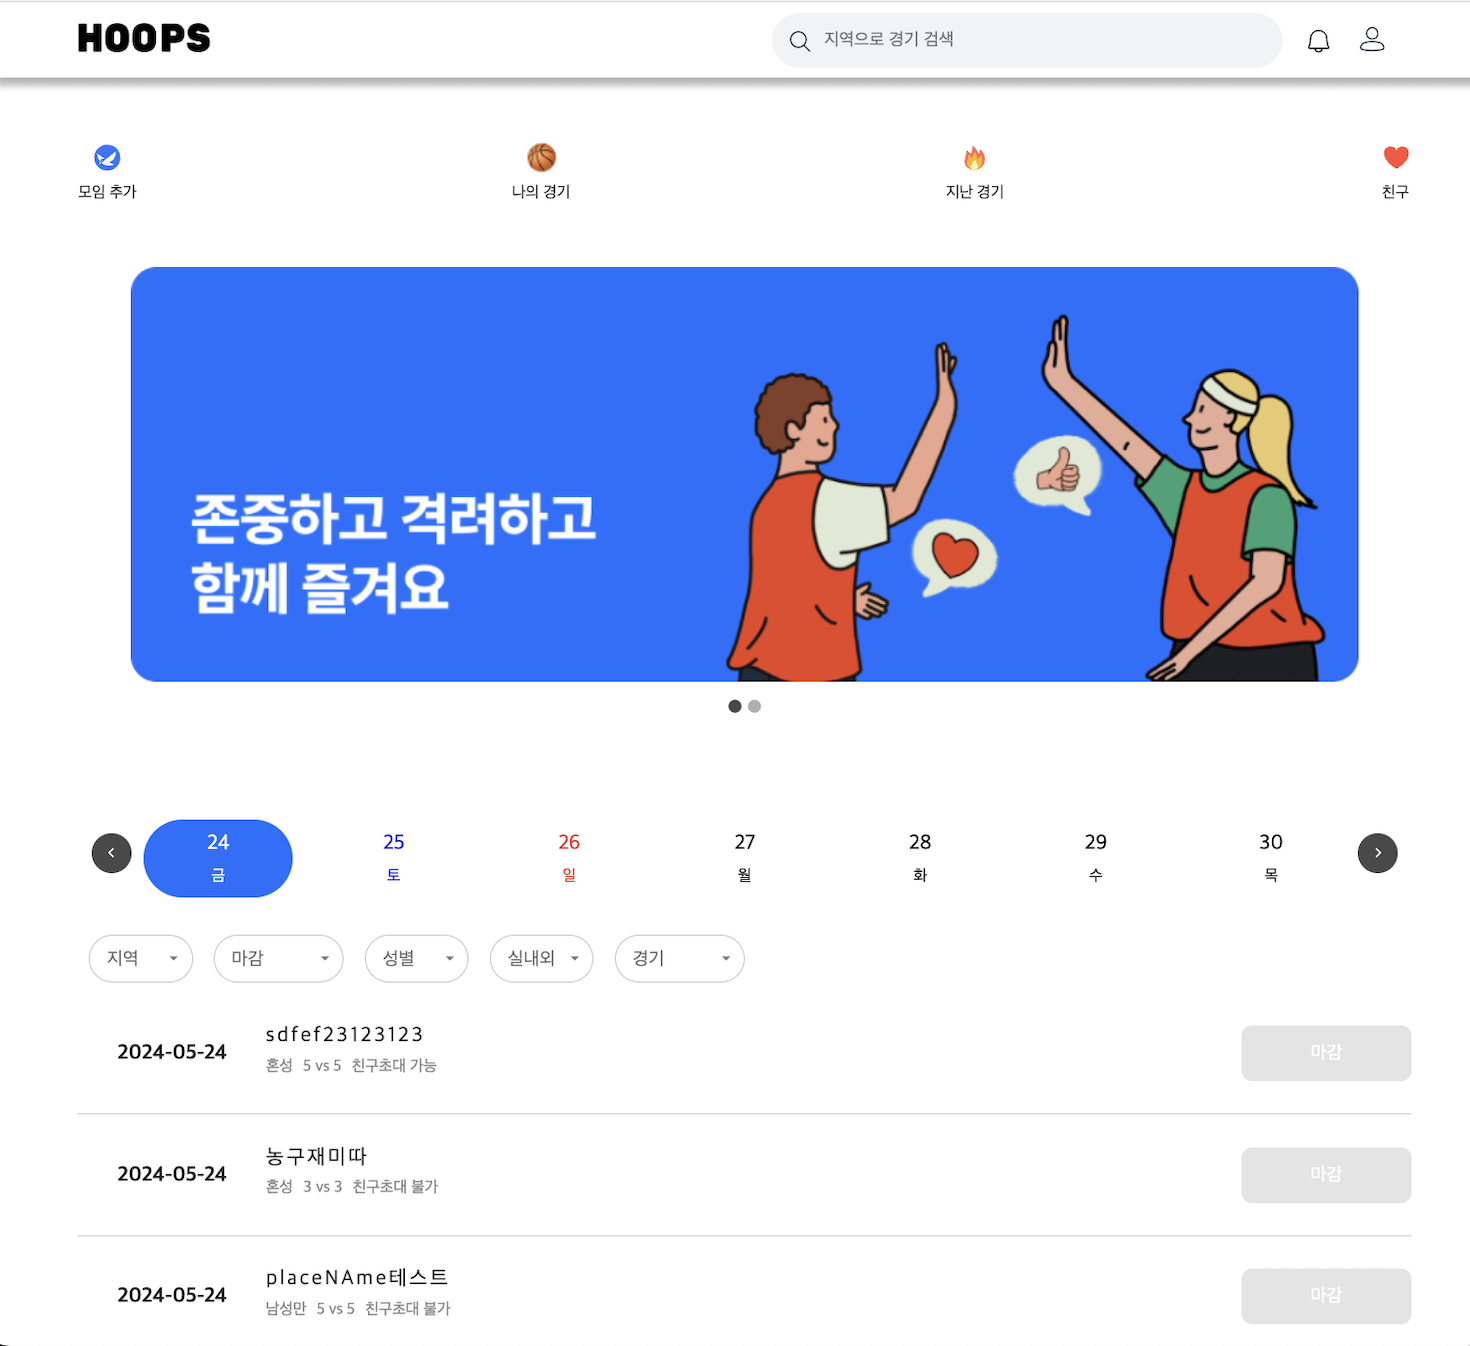 HOOPS
지역으로 경기 검색
모임 추가
나의 경기
지난 경기
친구
존중하고 격려하고
함께 즐겨요
24 25 26 27 28 29 30
금 토 일 월 화 수 목
지역 마감 성별 실내외 경기
sdfef23123123
2024-05-24
혼성 5 vs 5 친구초대 가능
마감
농구재미따
2024-05-24
혼성 3 vs 3 친구초대 불가
마감
placeNAme테스트
2024-05-24
남성만 5 vs 5 친구초대 불가
마감